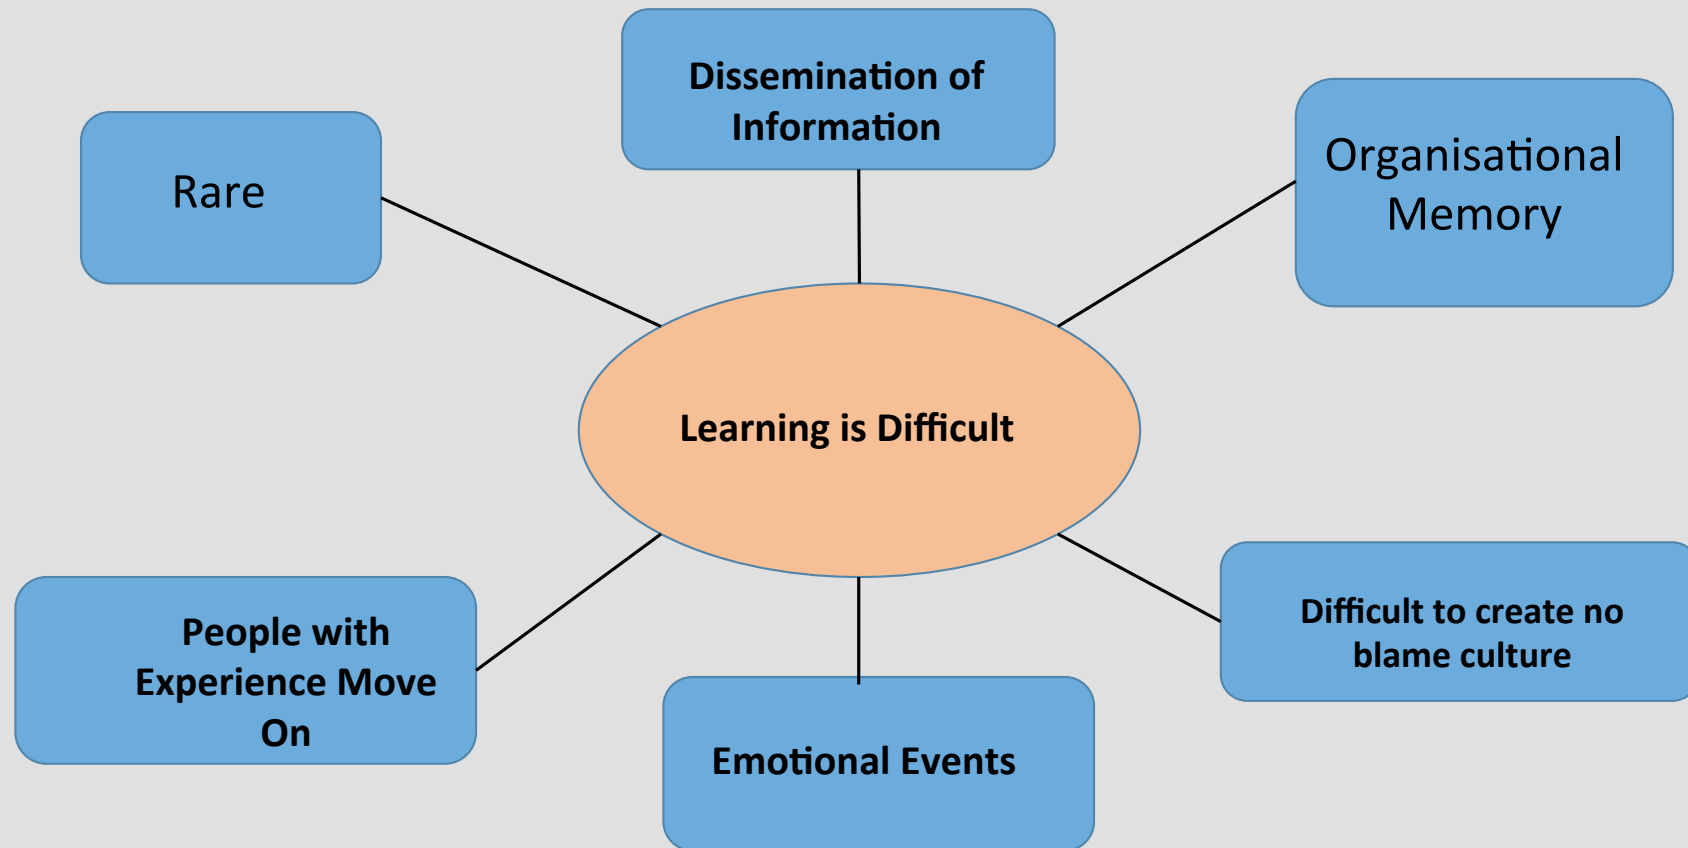 Dissemination of
Information
Rare
Organisational
Memory
Learning is Difficult
People with
Experience Move
On
Emotional Events
Difficult to create no
blame culture